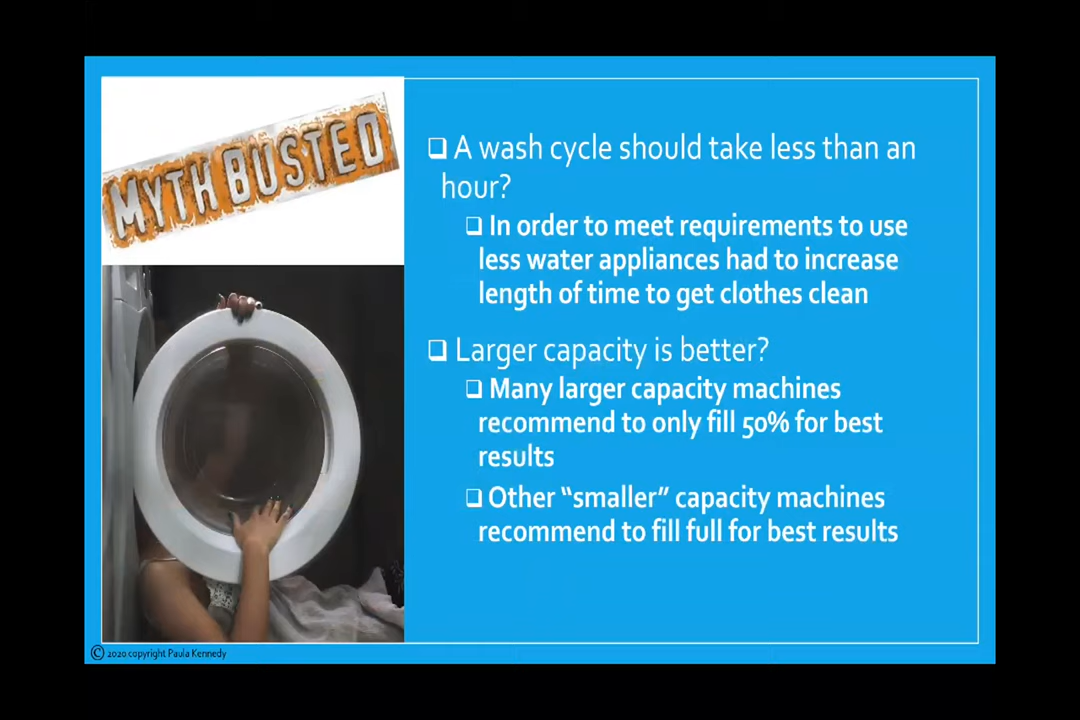 MYTH BUSTED
❑ A wash cycle should take less than an
hour?
❑ In order to meet requirements to use
less water appliances had to increase
length of time to get clothes clean
❑ Larger capacity is better?
❑ Many larger capacity machines
recommend to only fill 50% for best
results
❑ Other “smaller” capacity machines
recommend to fill full for best results
© 2020 copyright Paula Kennedy